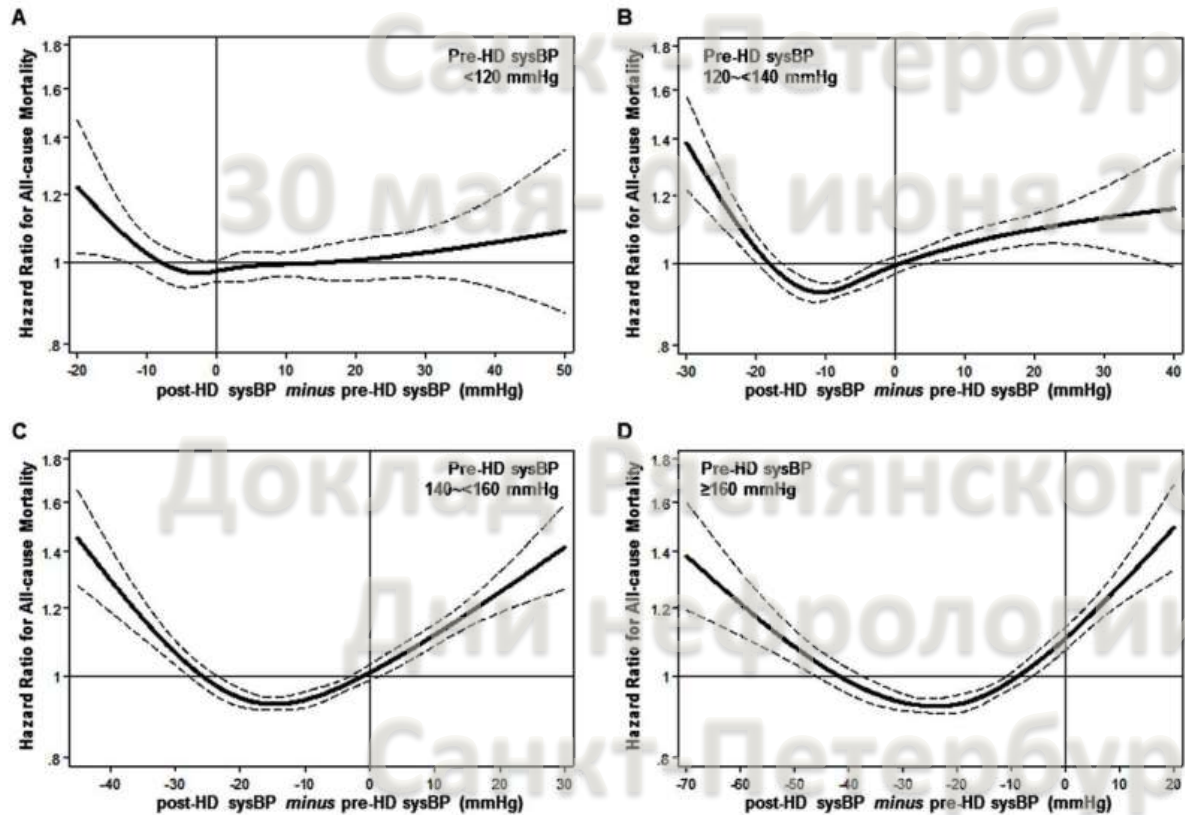 A
Pre-HD sysBP
<120 mmHg
Hazard Ratio for All-cause Mortality
1.8
1.6
1.4
1.2
1
.8
-20 -10 0 10 20 30 40 50
post-HD sysBP minus pre-HD sysBP (mmHg)
B
Pre-HD sysBP
120~<140 mmHg
Hazard Ratio for All-cause Mortality
1.8
1.6
1.4
1.2
1
.8
-30 -20 -10 0 10 20 30 40
post-HD sysBP minus pre-HD sysBP (mmHg)
C
Pre-HD sysBP
140~<160 mmHg
Hazard Ratio for All-cause Mortality
1.8
1.6
1.4
1.2
1
.8
-40 -30 -20 -10 0 10 20 30
post-HD sysBP minus pre-HD sysBP (mmHg)
D
Pre-HD sysBP
≥160 mmHg
Hazard Ratio for All-cause Mortality
1.8
1.6
1.4
1.2
1
.8
-70 -60 -50 -40 -30 -20 -10 0 10 20
post-HD sysBP minus pre-HD sysBP (mmHg)
Санкт-Петербур
30 мая- 01 июня 20
Доклад
Дни нефрологии
Санкт-Петербур